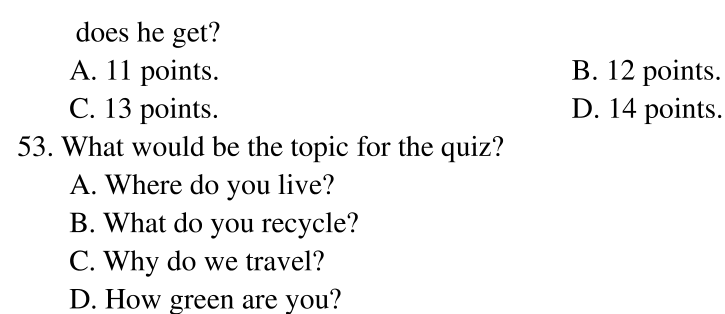 does he get?
A. 11 points. B. 12 points.
C. 13 points. D. 14 points.
53. What would be the topic for the quiz?
A. Where do you live?
B. What do you recycle?
C. Why do we travel?
D. How green are you?